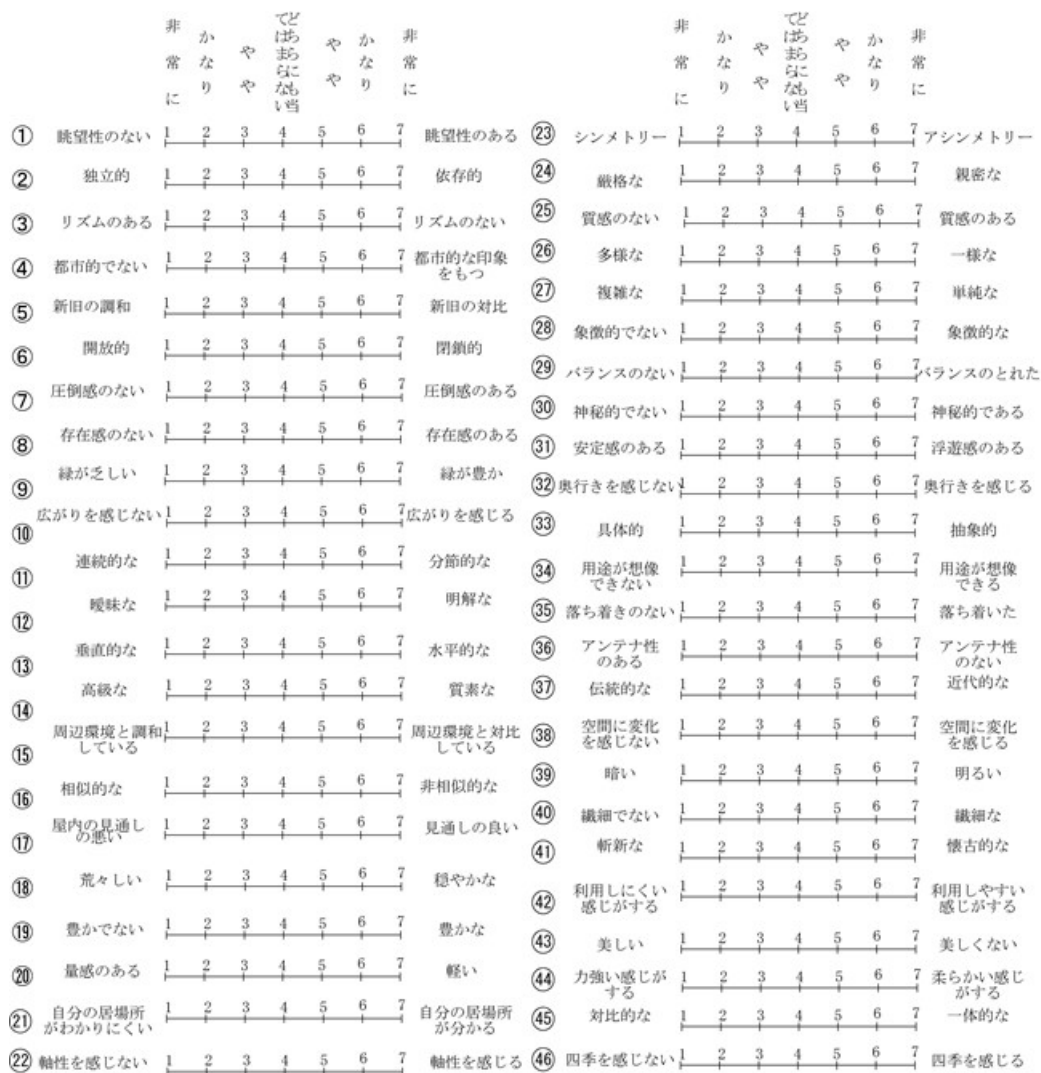 非常に かなり やや どちらにも当てはまらない やや かなり 非常に
① 眺望性のない 1 2 3 4 5 6 7 眺望性のある
② 独立的 1 2 3 4 5 6 7 依存的
③ リズムのある 1 2 3 4 5 6 7 リズムのない
④ 都市的でない 1 2 3 4 5 6 7 都市的な印象
をもつ
⑤ 新旧の調和 1 2 3 4 5 6 7 新旧の対比
⑥ 開放的 1 2 3 4 5 6 7 閉鎖的
⑦ 圧倒感のない 1 2 3 4 5 6 7 圧倒感のある
⑧ 存在感のない 1 2 3 4 5 6 7 存在感のある
⑨ 緑が乏しい 1 2 3 4 5 6 7 緑が豊か
⑩ 広がりを感じない 1 2 3 4 5 6 7 広がりを感じる
⑪ 連続的な 1 2 3 4 5 6 7 分節的な
⑫ 曖昧な 1 2 3 4 5 6 7 明解な
⑬ 垂直的な 1 2 3 4 5 6 7 水平的な
⑭ 高級な 1 2 3 4 5 6 7 質素な
⑮ 周辺環境と調和 1 2 3 4 5 6 7 周辺環境と対比
している している
⑯ 相似的な 1 2 3 4 5 6 7 非相似的な
⑰ 屋内の見通し 1 2 3 4 5 6 7 見通しの良い
の悪い
⑱ 荒々しい 1 2 3 4 5 6 7 穏やかな
⑲ 豊かでない 1 2 3 4 5 6 7 豊かな
⑳ 量感のある 1 2 3 4 5 6 7 軽い
㉑ 自分の居場所 1 2 3 4 5 6 7 自分の居場所
がわかりにくい が分かる
㉒ 軸性を感じない 1 2 3 4 5 6 7 軸性を感じる
非常に かなり やや どちらにも当てはまらない やや かなり 非常に
㉓ シンメトリー 1 2 3 4 5 6 7 アシンメトリー
㉔ 厳格な 1 2 3 4 5 6 7 親密な
㉕ 質感のない 1 2 3 4 5 6 7 質感のある
㉖ 多様な 1 2 3 4 5 6 7 一様な
㉗ 複雑な 1 2 3 4 5 6 7 単純な
㉘ 象徴的でない 1 2 3 4 5 6 7 象徴的な
㉙ バランスのない 1 2 3 4 5 6 7 バランスのとれた
㉚ 神秘的でない 1 2 3 4 5 6 7 神秘的である
㉛ 安定感のある 1 2 3 4 5 6 7 浮遊感のある
㉜ 奥行きを感じない 1 2 3 4 5 6 7 奥行きを感じる
㉝ 具体的 1 2 3 4 5 6 7 抽象的
㉞ 用途が想像 1 2 3 4 5 6 7 用途が想像
できない できる
㉟ 落ち着きのない 1 2 3 4 5 6 7 落ち着いた
㊱ アンテナ性 1 2 3 4 5 6 7 アンテナ性
のある のない
㊲ 伝統的な 1 2 3 4 5 6 7 近代的な
㊳ 空間に変化 1 2 3 4 5 6 7 空間に変化
を感じない を感じる
㊴ 暗い 1 2 3 4 5 6 7 明るい
㊵ 繊細でない 1 2 3 4 5 6 7 繊細な
㊶ 斬新な 1 2 3 4 5 6 7 懐古的な
㊷ 利用しにくい 1 2 3 4 5 6 7 利用しやすい
感じがする 感じがする
㊸ 美しい 1 2 3 4 5 6 7 美しくない
㊹ 力強い感じが 1 2 3 4 5 6 7 柔らかい感じ
する がする
㊺ 対比的な 1 2 3 4 5 6 7 一体的な
㊻ 四季を感じない 1 2 3 4 5 6 7 四季を感じる